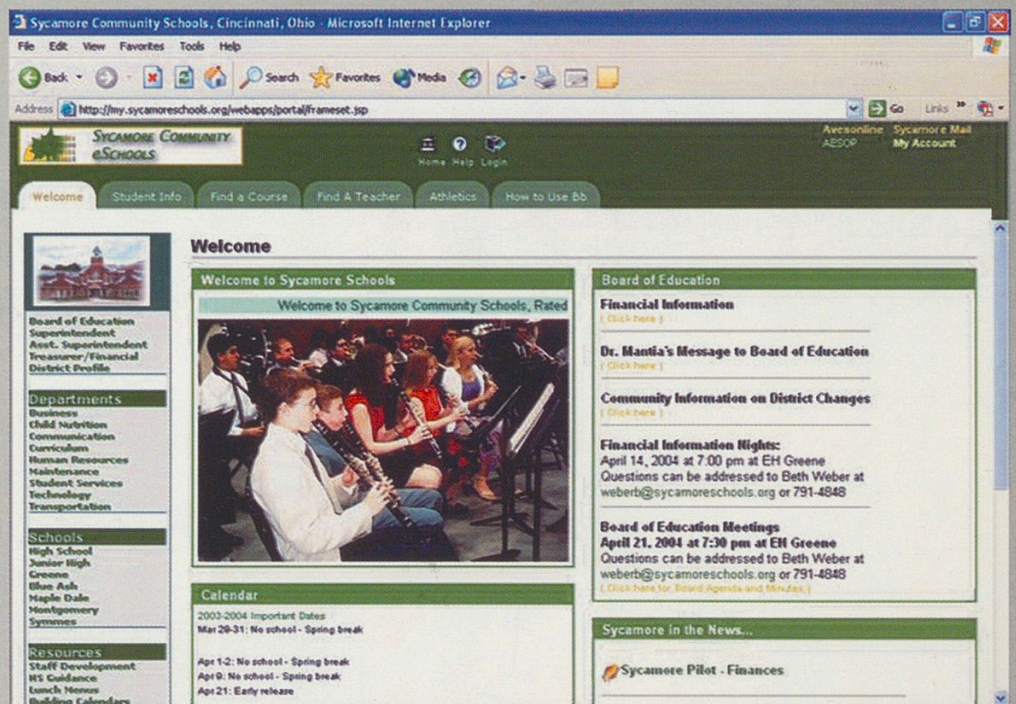 Sycamore Community Schools, Cincinnati, Ohio - Microsoft Internet Explorer
File Edit View Favorites Tools Help
Back Search Favorites Media
Address http://my.sycamoreschools.org/webapps/portal/frameset.jsp Go Links »
SYCAMORE COMMUNITY
eSCHOOLS
Home Help Login
Avesonline Sycamore Mail
AESOP My Account
Welcome Student Info Find a Course Find A Teacher Athletics How to Use Bb
Board of Education
Superintendent
Asst. Superintendent
Treasurer/Financial
District Profile
Departments
Business
Child Nutrition
Communication
Curriculum
Human Resources
Maintenance
Student Services
Technology
Transportation
Schools
High School
Junior High
Greene
Blue Ash
Maple Dale
Montgomery
Symmes
Resources
Staff Development
HS Guidance
Lunch Menus
Building Calendars
Welcome
Welcome to Sycamore Schools
Welcome to Sycamore Community Schools, Rated
Calendar
2003-2004 Important Dates
Mar 29-31: No school - Spring break
Apr 1-2: No school - Spring break
Apr 9: No school - Spring break
Apr 21: Early release
Board of Education
Financial Information
( Click here )
Dr. Mantia's Message to Board of Education
( Click here )
Community Information on District Changes
( Click here )
Financial Information Nights:
April 14, 2004 at 7:00 pm at EH Greene
Questions can be addressed to Beth Weber at
weberb@sycamoreschools.org or 791-4848
Board of Education Meetings
April 21, 2004 at 7:30 pm at EH Greene
Questions can be addressed to Beth Weber at
weberb@sycamoreschools.org or 791-4848
( Click here for Board Agenda and Minutes )
Sycamore in the News...
Sycamore Pilot - Finances